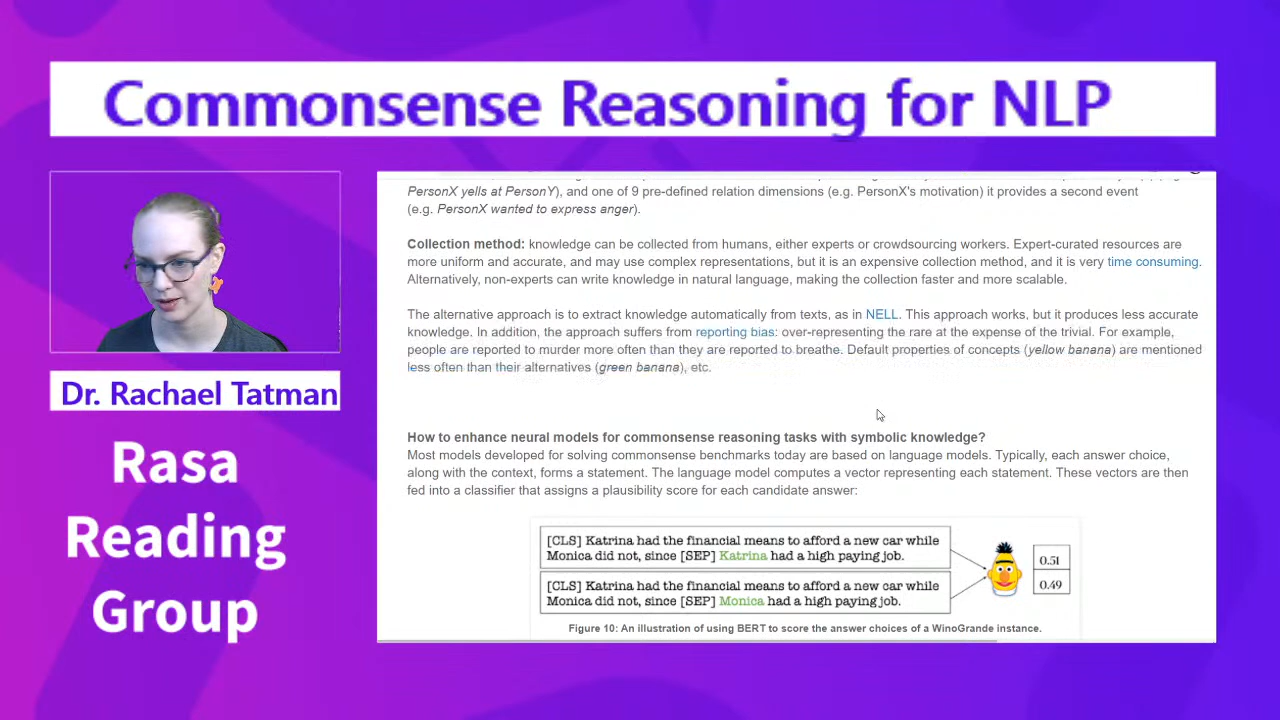 Commonsense Reasoning for NLP
PersonX yells at PersonY), and one of 9 pre-defined relation dimensions (e.g. PersonX's motivation) it provides a second event
(e.g. PersonX wanted to express anger).
Collection method: knowledge can be collected from humans, either experts or crowdsourcing workers. Expert-curated resources are
more uniform and accurate, and may use complex representations, but it is an expensive collection method, and it is very time consuming.
Alternatively, non-experts can write knowledge in natural language, making the collection faster and more scalable.
The alternative approach is to extract knowledge automatically from texts, as in NELL. This approach works, but it produces less accurate
knowledge. In addition, the approach suffers from reporting bias: over-representing the rare at the expense of the trivial. For example,
people are reported to murder more often than they are reported to breathe. Default properties of concepts (yellow banana) are mentioned
less often than their alternatives (green banana), etc.
How to enhance neural models for commonsense reasoning tasks with symbolic knowledge?
Most models developed for solving commonsense benchmarks today are based on language models. Typically, each answer choice,
along with the context, forms a statement. The language model computes a vector representing each statement. These vectors are then
fed into a classifier that assigns a plausibility score for each candidate answer:
[CLS] Katrina had the financial means to afford a new car while
Monica did not, since [SEP] Katrina had a high paying job.
[CLS] Katrina had the financial means to afford a new car while
Monica did not, since [SEP] Monica had a high paying job.
0.51
0.49
Figure 10: An illustration of using BERT to score the answer choices of a WinoGrande instance.
Dr. Rachael Tatman
Rasa
Reading
Group